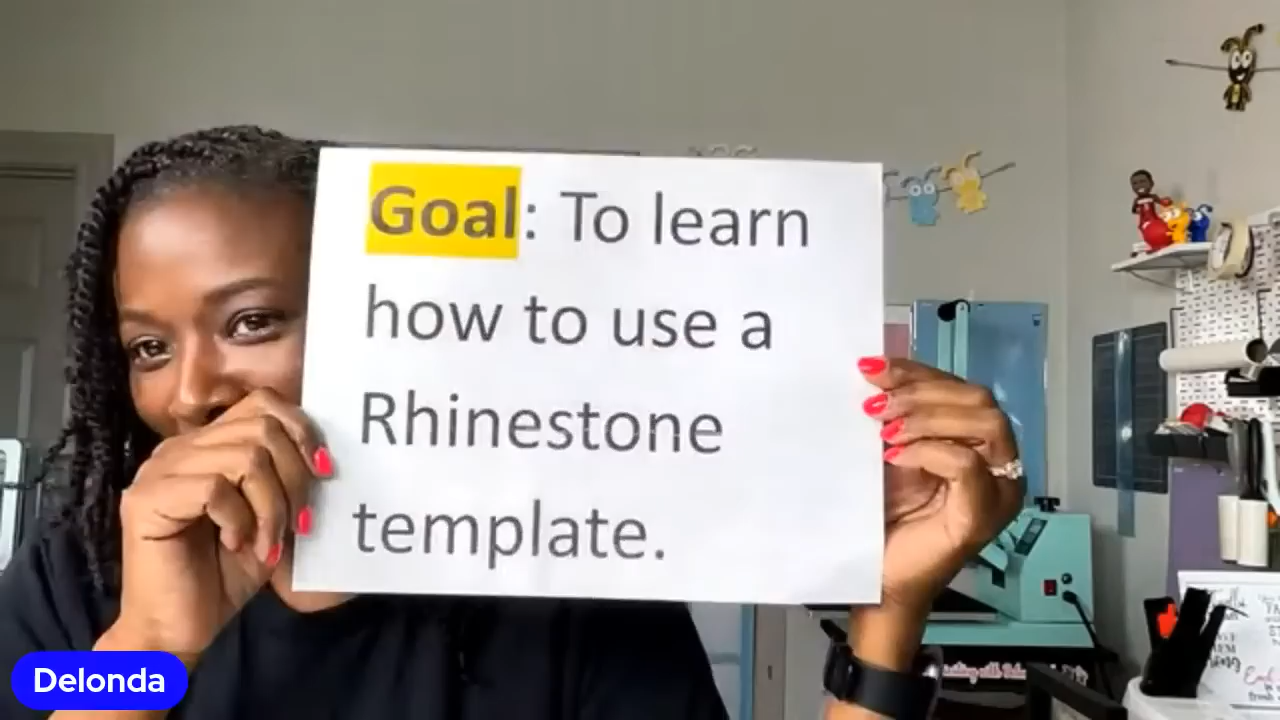 Goal: To learn
how to use a
Rhinestone
template.
Delonda